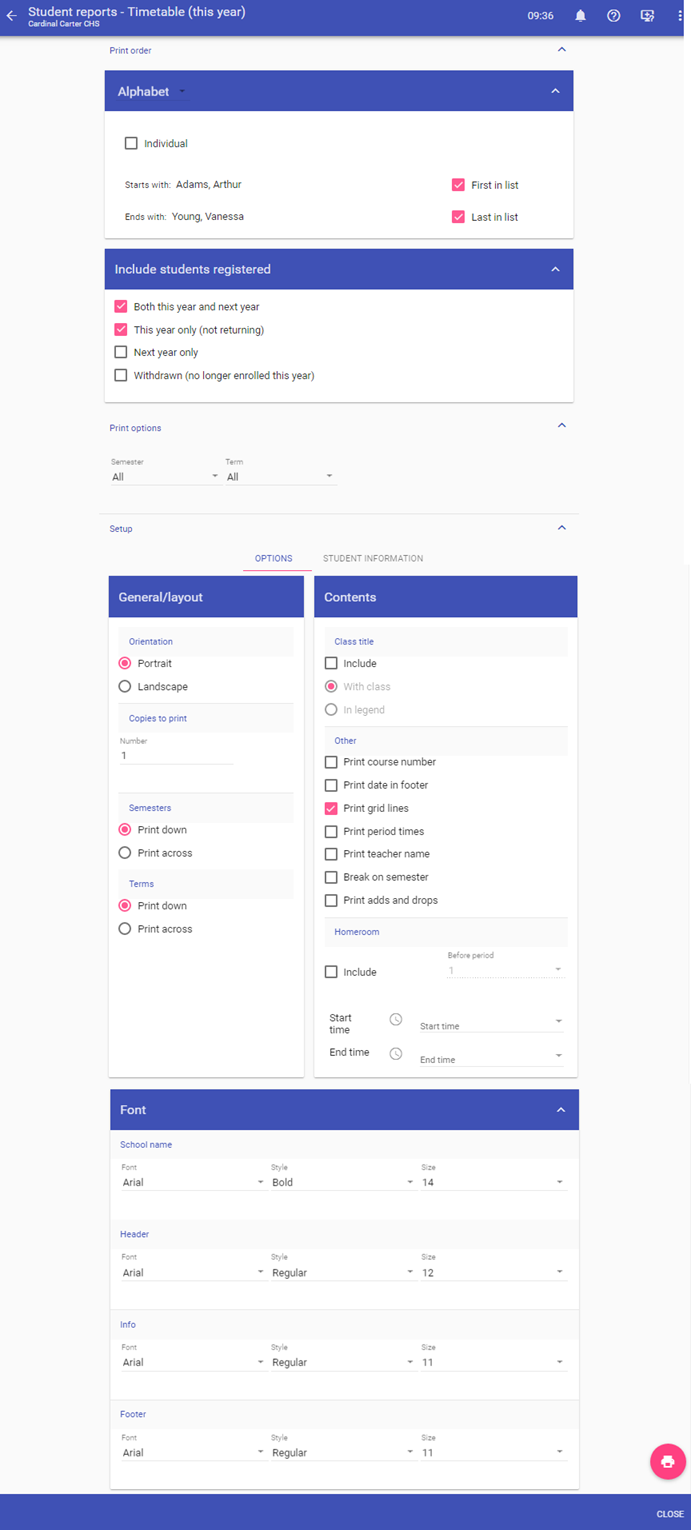 Student reports - Timetable (this year)
Cardinal Carter CHS
09:36
Print order
Alphabet
Individual
Starts with: Adams, Arthur
First in list
Ends with: Young, Vanessa
Last in list
Include students registered
Both this year and next year
This year only (not returning)
Next year only
Withdrawn (no longer enrolled this year)
Print options
Semester Term
All All
Setup
OPTIONS STUDENT INFORMATION
General/layout
Orientation
Portrait
Landscape
Copies to print
Number
1
Semesters
Print down
Print across
Terms
Print down
Print across
Contents
Class title
Include
With class
In legend
Other
Print course number
Print date in footer
Print grid lines
Print period times
Print teacher name
Break on semester
Print adds and drops
Homeroom
Include
Before period
1
Start
time
Start time
End time
End time
Font
School name
Font Style Size
Arial Bold 14
Header
Font Style Size
Arial Regular 12
Info
Font Style Size
Arial Regular 11
Footer
Font Style Size
Arial Regular 11
CLOSE